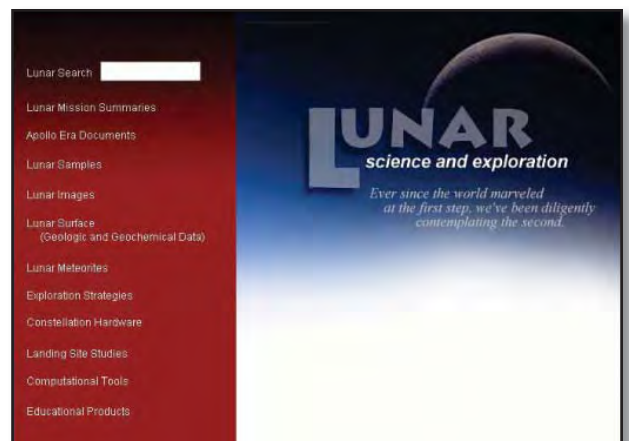 Lunar Search
Lunar Mission Summaries
Apollo Era Documents
Lunar Samples
Lunar Images
Lunar Surface
(Geologic and Geochemical Data)
Lunar Meteorites
Exploration Strategies
Constellation Hardware
Landing Site Studies
Computational Tools
Educational Products
LUNAR
science and exploration
Ever since the world marveled
at the first step, we've been diligently
contemplating the second.